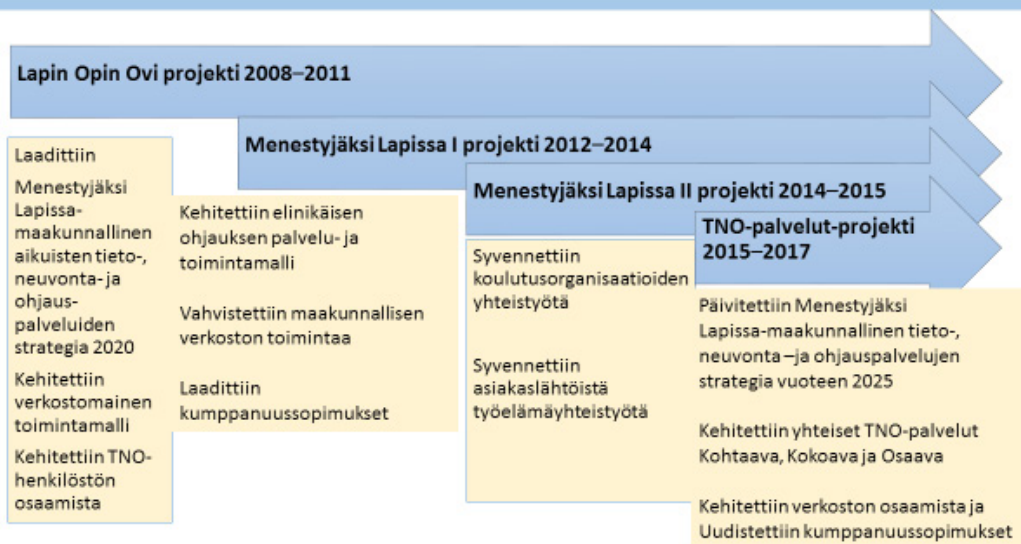 Lapin Opin Ovi projekti 2008–2011
Laadittiin
Menestyjäksi
Lapissa-
maakunnallinen
aikuisten tieto-,
neuvonta- ja
ohjaus-
palveluiden
strategia 2020
Kehitettiin
verkostomainen
toimintamalli
Kehitettiin TNO-
henkilöstön
osaamista
Menestyjäksi Lapissa I projekti 2012–2014
Kehitettiin elinikäisen
ohjauksen palvelu- ja
toimintamalli
Vahvistettiin maakunnallisen
verkoston toimintaa
Laadittiin
kumppanuussopimukset
Menestyjäksi Lapissa II projekti 2014–2015
Syvennettiin
koulutusorganisaatioiden
yhteistyötä
Syvennettiin
asiakaslähtöistä
työelämäyhteistyötä
TNO-palvelut-projekti
2015–2017
Päivitettiin Menestyjäksi
Lapissa-maakunnallinen tieto-,
neuvonta –ja ohjauspalvelujen
strategia vuoteen 2025
Kehitettiin yhteiset TNO-palvelut
Kohtaava, Kokoava ja Osaava
Kehitettiin verkoston osaamista ja
Uudistettiin kumppanuussopimukset